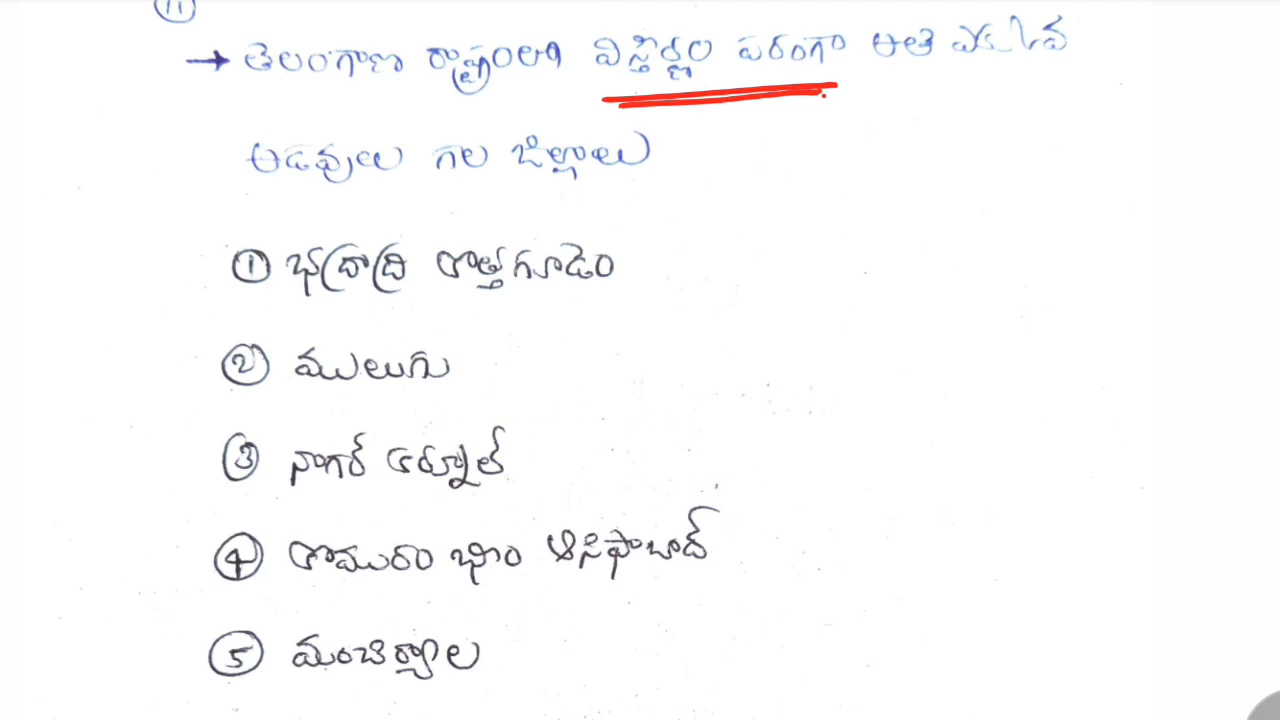 11
→ తెలంగాణ రాష్ట్రంలో విస్తీర్ణం పరంగా అతి ఎక్కువ
అడవులు గల జిల్లాలు
① భద్రాద్రి కొత్తగూడెం
② ములుగు
③ నాగర్ కర్నూల్
④ కొమురం భీం ఆసిఫాబాద్
⑤ మంచిర్యాల